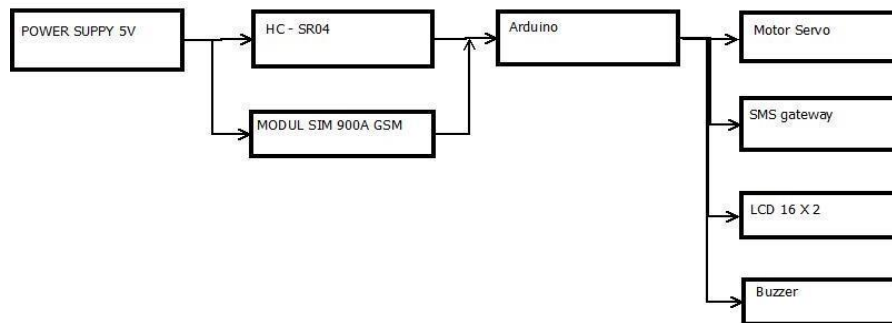 POWER SUPPY 5V
HC - SR04
Arduino
Motor Servo
MODUL SIM 900A GSM
SMS gateway
LCD 16 X 2
Buzzer